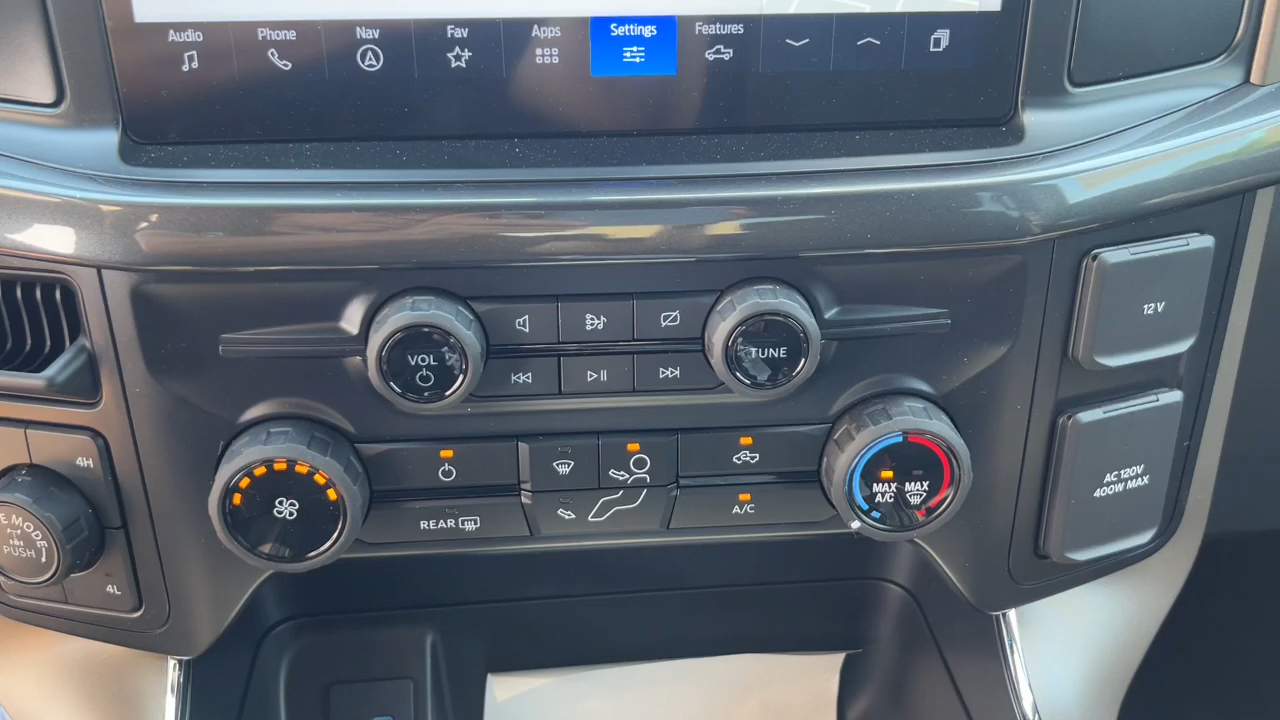 Audio
Phone
Nav
Fav
Apps
Settings
Features
VOL
TUNE
12 V
4H
MAX
A/C
MAX
AC 120V
400W MAX
E MODE
PUSH
REAR
A/C
4L